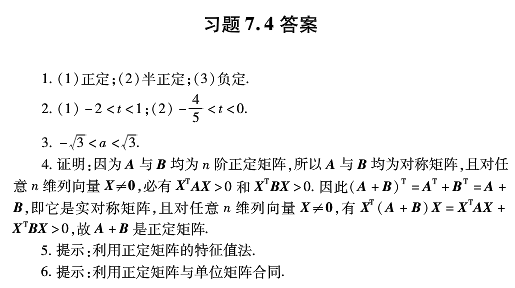 习题 7.4 答案
1. (1)正定;(2)半正定;(3)负定.
2. (1) -2<t<1;(2) -4/5<t<0.
3. -√3<a<√3.
4. 证明:因为 A 与 B 均为 n 阶正定矩阵,所以 A 与 B 均为对称矩阵,且对任
意 n 维列向量 X≠0,必有 XᵀAX>0 和 XᵀBX>0. 因此(A+B)ᵀ=Aᵀ+Bᵀ=A+
B,即它是实对称矩阵,且对任意 n 维列向量 X≠0,有 Xᵀ(A+B)X=XᵀAX+
XᵀBX>0,故 A+B 是正定矩阵.
5. 提示:利用正定矩阵的特征值法.
6. 提示:利用正定矩阵与单位矩阵合同.